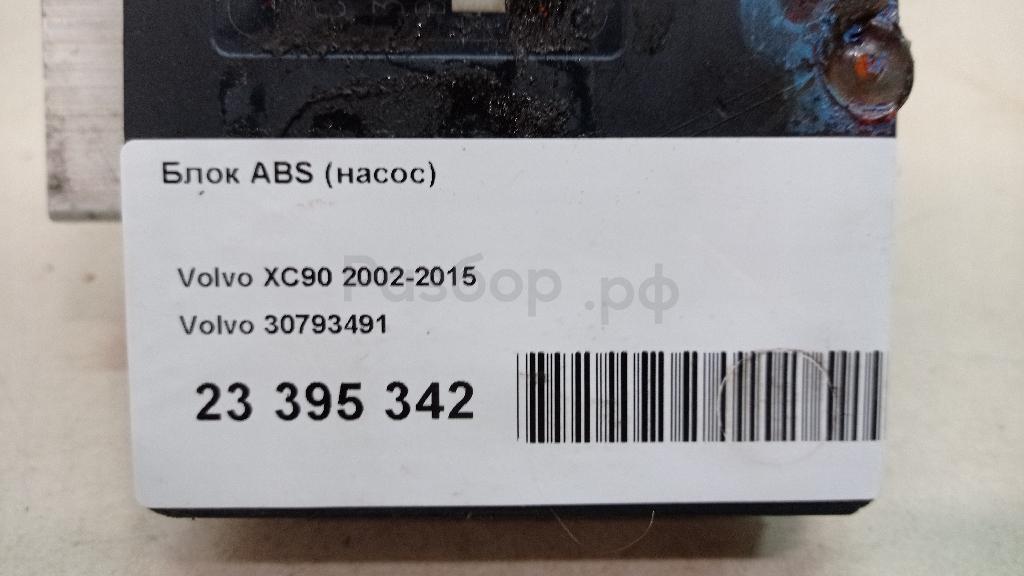 Блок ABS (насос)
Volvo XC90 2002-2015
Разбор.рф
Volvo 30793491
23 395 342